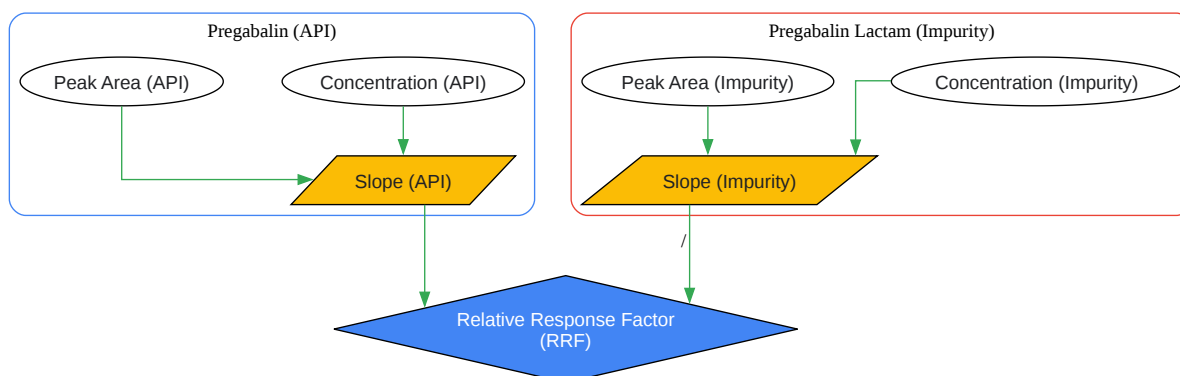 Pregabalin (API)
Pregabalin Lactam (Impurity)
Peak Area (API)
Concentration (API)
Peak Area (Impurity)
Concentration (Impurity)
Slope (API)
Slope (Impurity)
/
Relative Response Factor
(RRF)